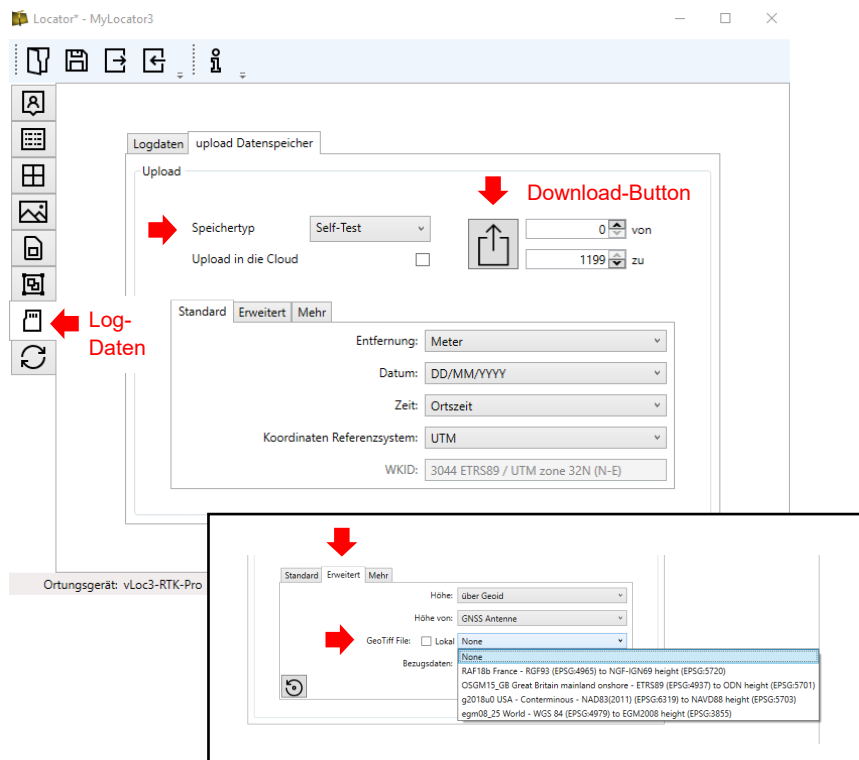 Locator* - MyLocator3
Logdaten upload Datenspeicher
Upload
Download-Button
Speichertyp Self-Test 0 von
Upload in die Cloud 1199 zu
Log-
Daten
Standard Erweitert Mehr
Entfernung: Meter
Datum: DD/MM/YYYY
Zeit: Ortszeit
Koordinaten Referenzsystem: UTM
WKID: 3044 ETRS89 / UTM zone 32N (N-E)
Ortungsgerät: vLoc3-RTK-Pro
Standard Erweitert Mehr
Höhe: über Geoid
Höhe von: GNSS Antenne
GeoTiff File: Lokal None
Bezugsdaten:
None
RAF18b France - RGF93 (EPSG:4965) to NGF-IGN69 height (EPSG:5720)
OSGM15_GB Great Britain mainland onshore - ETRS89 (EPSG:4937) to ODN height (EPSG:5701)
g2018u0 USA - Conterminous - NAD83(2011) (EPSG:6319) to NAVD88 height (EPSG:5703)
egm08_25 World - WGS 84 (EPSG:4979) to EGM2008 height (EPSG:3855)